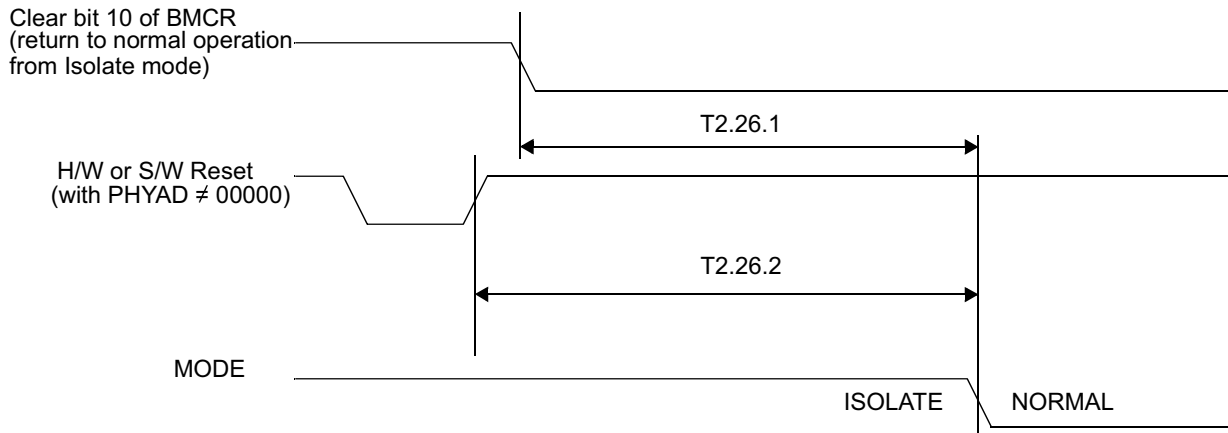 Clear bit 10 of BMCR
(return to normal operation
from Isolate mode)
T2.26.1
H/W or S/W Reset
(with PHYAD ≠ 00000)
T2.26.2
MODE
ISOLATE
NORMAL